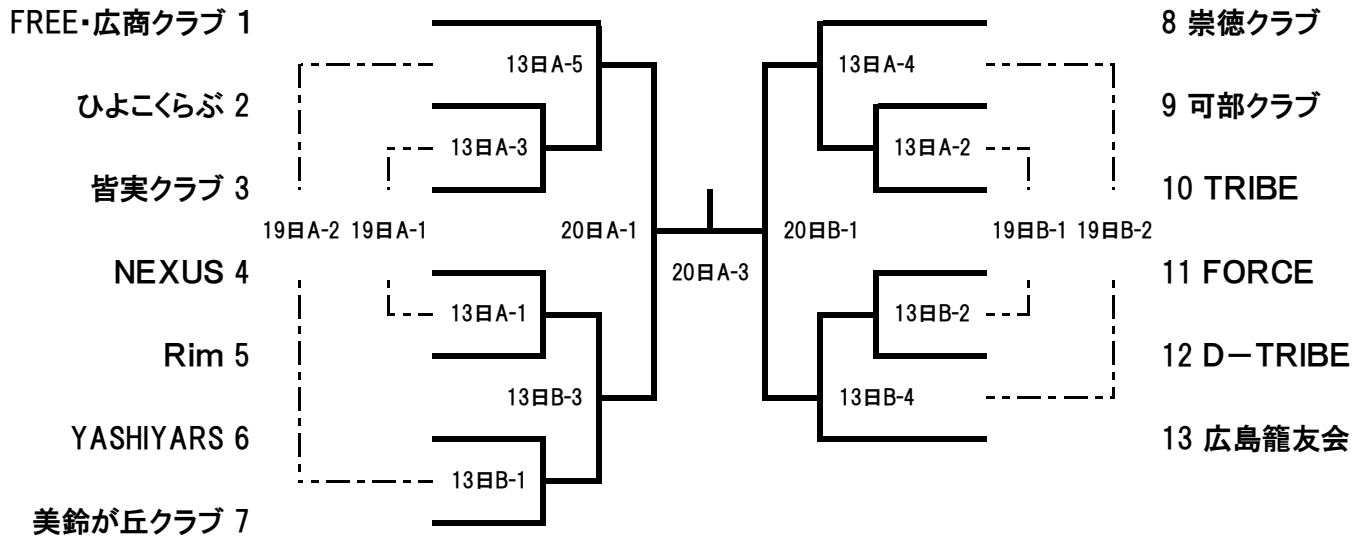 FREE・広商クラブ 1
13日A-5
ひよこくらぶ 2
13日A-3
皆実クラブ 3
19日A-2 19日A-1
20日A-1
NEXUS 4
13日A-1
Rim 5
13日B-3
YASHIYARS 6
13日B-1
美鈴が丘クラブ 7
20日A-3
8 崇徳クラブ
13日A-4
9 可部クラブ
13日A-2
10 TRIBE
20日B-1
19日B-1 19日B-2
11 FORCE
13日B-2
12 D－TRIBE
13日B-4
13 広島籠友会